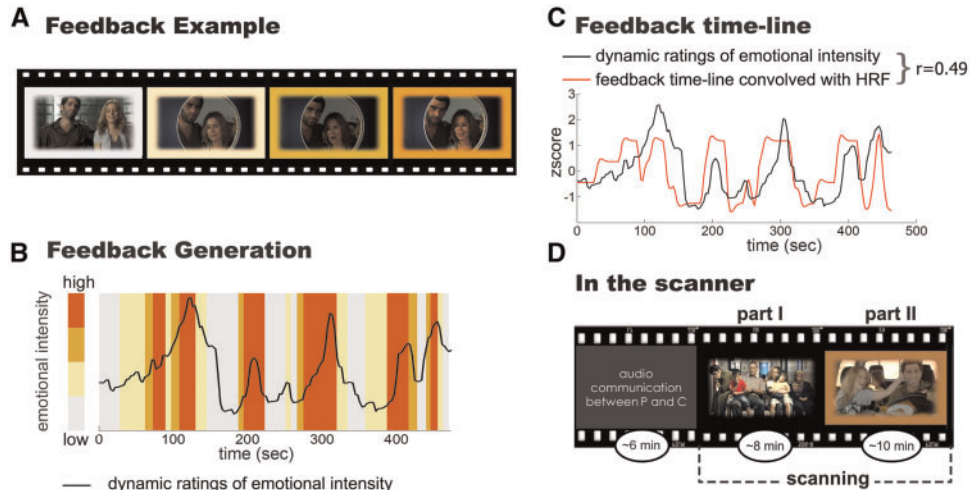 A Feedback Example
B Feedback Generation
high
emotional intensity
low
0 100 200 300 400
time (sec)
dynamic ratings of emotional intensity
C Feedback time-line
dynamic ratings of emotional intensity
feedback time-line convolved with HRF
r=0.49
zscore
3
2
1
0
-1
0 100 200 300 400 500
time (sec)
D In the scanner
part I part II
audio
communication
between P and C
~6 min ~8 min ~10 min
scanning